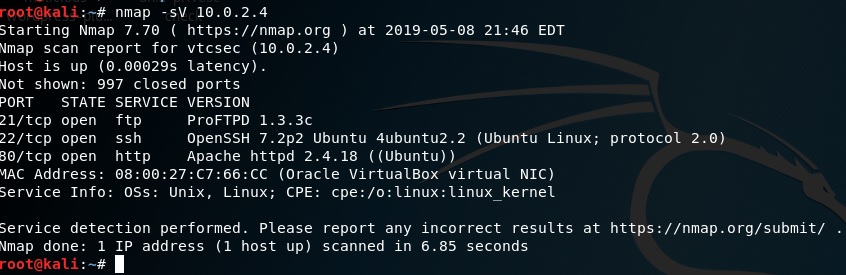 root@kali:~# nmap -sV 10.0.2.4
Starting Nmap 7.70 ( https://nmap.org ) at 2019-05-08 21:46 EDT
Nmap scan report for vtcsec (10.0.2.4)
Host is up (0.00029s latency).
Not shown: 997 closed ports
PORT   STATE SERVICE VERSION
21/tcp open  ftp     ProFTPD 1.3.3c
22/tcp open  ssh     OpenSSH 7.2p2 Ubuntu 4ubuntu2.2 (Ubuntu Linux; protocol 2.0)
80/tcp open  http    Apache httpd 2.4.18 ((Ubuntu))
MAC Address: 08:00:27:C7:66:CC (Oracle VirtualBox virtual NIC)
Service Info: OSs: Unix, Linux; CPE: cpe:/o:linux:linux_kernel

Service detection performed. Please report any incorrect results at https://nmap.org/submit/ .
Nmap done: 1 IP address (1 host up) scanned in 6.85 seconds
root@kali:~#